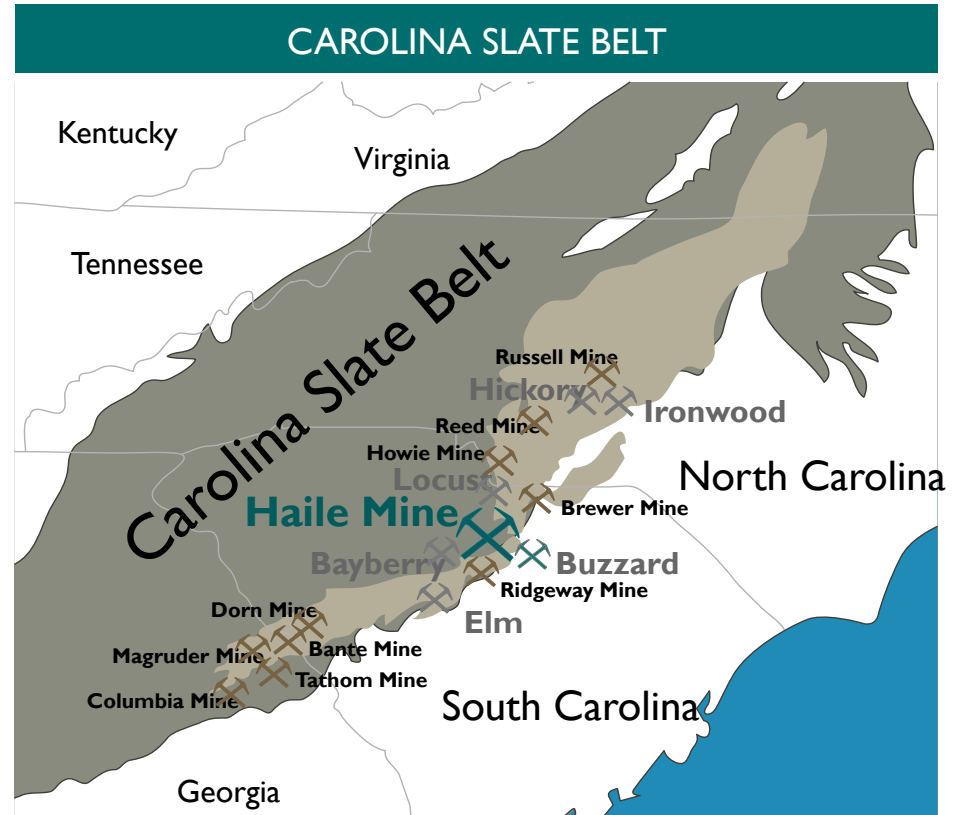 CAROLINA SLATE BELT
Kentucky
Virginia
Tennessee
Carolina Slate Belt
Russell Mine
Hickory
Ironwood
Reed Mine
Howie Mine
Locust
North Carolina
Haile Mine
Brewer Mine
Bayberry
Buzzard
Ridgeway Mine
Dorn Mine
Elm
Bante Mine
Magruder Mine
Tathom Mine
Columbia Mine
South Carolina
Georgia